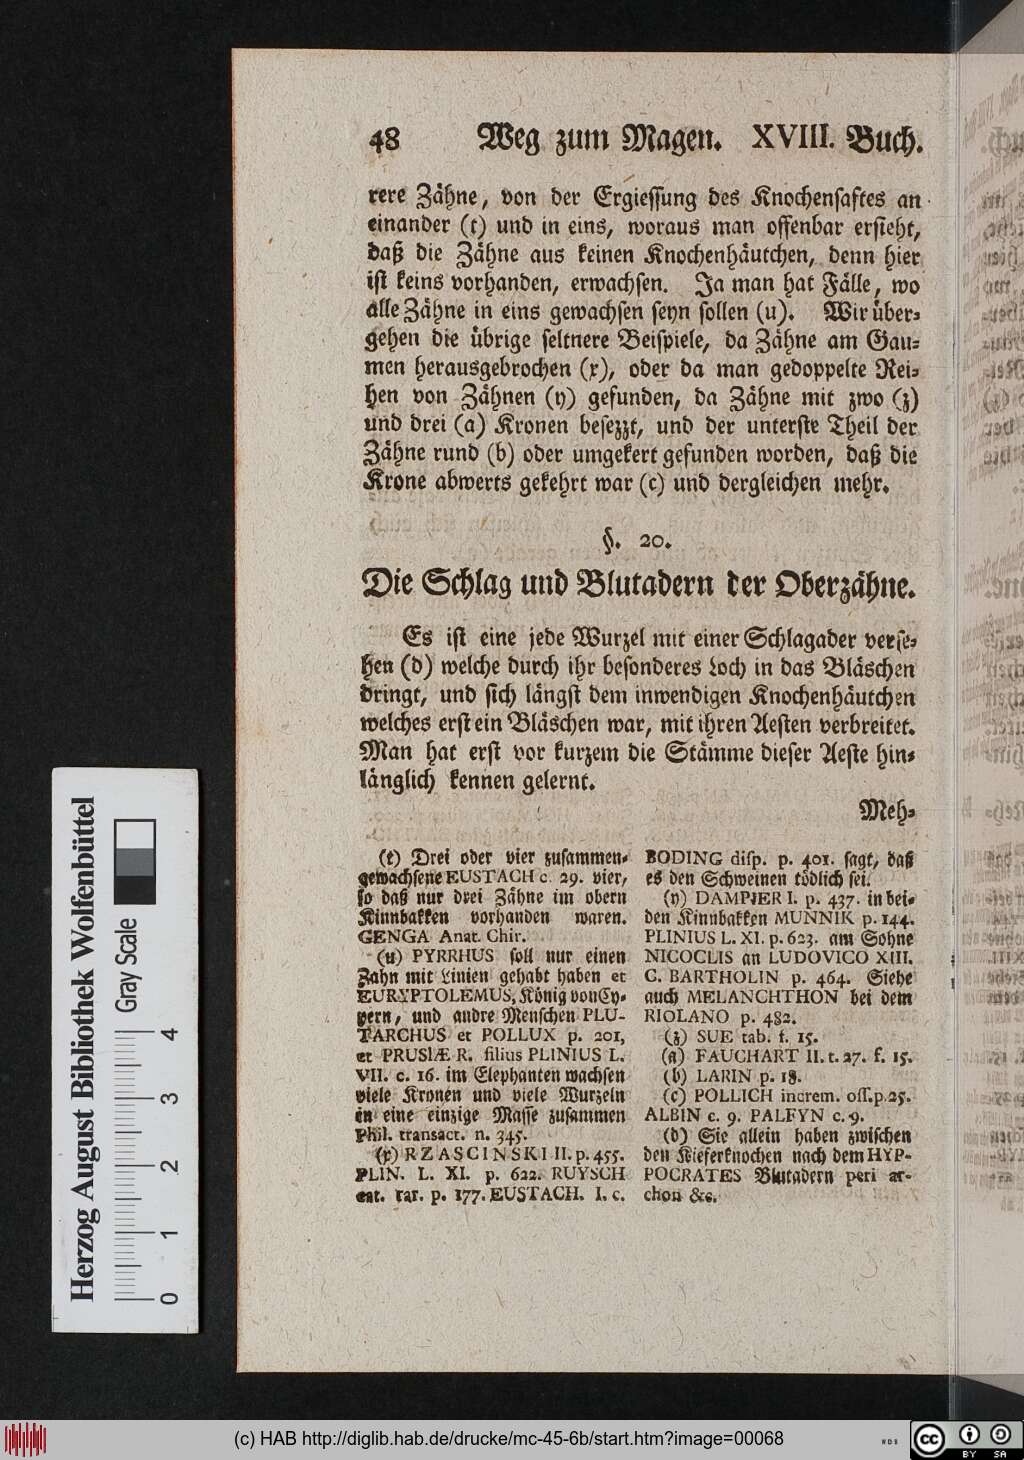 48 Weg zum Magen. XVIII. Buch.
rere Zähne, von der Ergiessung des Knochensaftes an
einander (t) und in eins, woraus man offenbar ersieht,
daß die Zähne aus keinen Knochenhäutchen, denn hier
ist keins vorhanden, erwachsen. Ja man hat Fälle, wo
alle Zähne in eins gewachsen seyn sollen (u). Wir über-
gehen die übrige seltnere Beispiele, da Zähne am Gau-
men herausgebrochen (x), oder da man gedoppelte Rei-
hen von Zähnen (y) gefunden, da Zähne mit zwo (z)
und drei (a) Kronen besezzt, und der unterste Theil der
Zähne rund (b) oder umgekert gefunden worden, daß die
Krone abwerts gekehrt war (c) und dergleichen mehr.
§. 20.
Die Schlag und Blutadern der Oberzähne.
Es ist eine jede Wurzel mit einer Schlagader verse-
hen (d) welche durch ihr besonderes Loch in das Bläschen
dringt, und sich längst dem inwendigen Knochenhäutchen
welches erst ein Bläschen war, mit ihren Aesten verbreitet.
Man hat erst vor kurzem die Stämme dieser Aeste hin-
länglich kennen gelernt.
Meh-
(t) Drei oder vier zusammen-
gewachsene EUSTACH c. 29. vier,
so daß nur drei Zähne im obern
Kinnbakken vorhanden waren.
GENGA Anat. Chir.
(u) PYRRHUS soll nur einen
Zahn mit Linien gehabt haben et
EURYPTOLEMUS, König von Cy-
pern, und andre Menschen PLU-
TARCHUS et POLLUX p. 201,
et PRUSIÆ R. filius PLINIUS L.
VII. c. 16. im Elephanten wachsen
viele Kronen und viele Wurzeln
in eine einzige Masse zusammen
Phil. transact. n. 345.
(x) RZASCINSKI II. p. 455.
PLIN. L. XI. p. 622. RUYSCH
cat. rar. p. 177. EUSTACH. I. c.
BODING disp. p. 401. sagt, daß
es den Schweinen tödlich sei.
(y) DAMPIER I. p. 437. in bei-
den Kinnbakken MUNNIK p. 144.
PLINIUS L. XI. p. 623. am Sohne
NICOCLIS an LUDOVICO XIII.
C. BARTHOLIN p. 464. Siehe
auch MELANCHTHON bei dem
RIOLANO p. 482.
(z) SUE tab. f. 15.
(a) FAUCHART II. t. 27. f. 15.
(b) LARIN p. 18.
(c) POLLICH increm. oss. p. 25.
ALBIN c. 9. PALFYN c. 9.
(d) Sie allein haben zwischen
den Kieferknochen nach dem HYP-
POCRATES Blutadern peri ar-
chon &c.
Herzog August Bibliothek Wolfenbüttel
Gray Scale
0 1 2 3 4
(c) HAB http://diglib.hab.de/drucke/mc-45-6b/start.htm?image=00068
WDB
cc BY SA